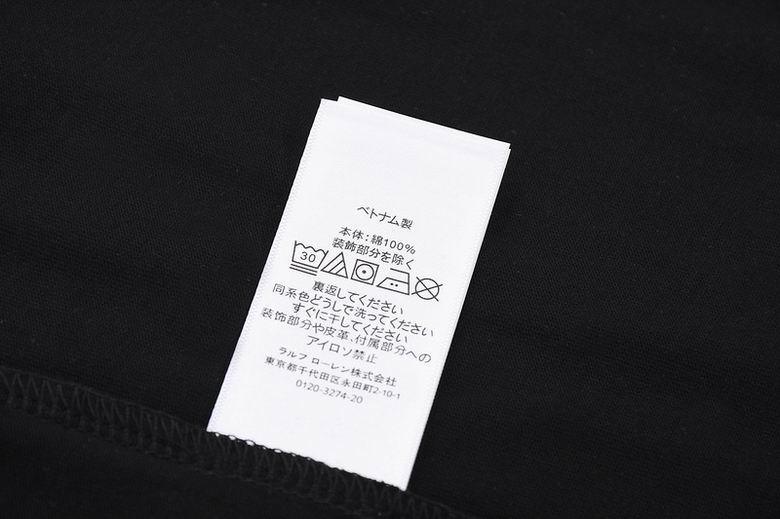 ベトナム製
本体：綿100%
装飾部分を除く
30
裏返してください
同系色どうしで洗ってください
すぐに干してください
装飾部分や皮革、付属部分への
アイロン禁止
ラルフ ローレン株式会社
東京都千代田区永田町2-10-1
0120-3274-20